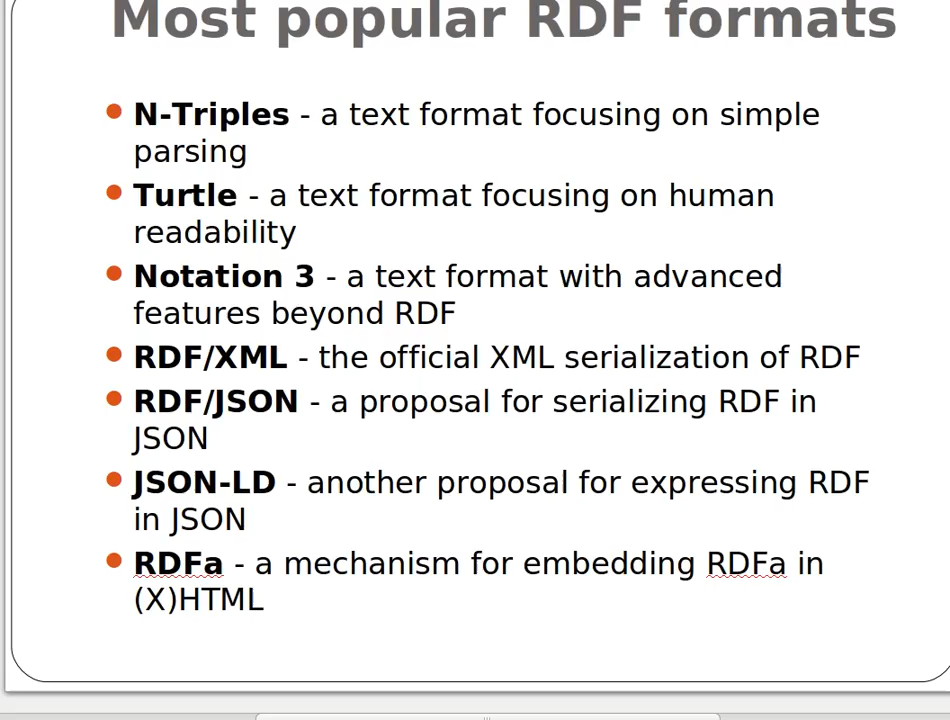 Most popular RDF formats
N-Triples - a text format focusing on simple
parsing
Turtle - a text format focusing on human
readability
Notation 3 - a text format with advanced
features beyond RDF
RDF/XML - the official XML serialization of RDF
RDF/JSON - a proposal for serializing RDF in
JSON
JSON-LD - another proposal for expressing RDF
in JSON
RDFa - a mechanism for embedding RDFa in
(X)HTML